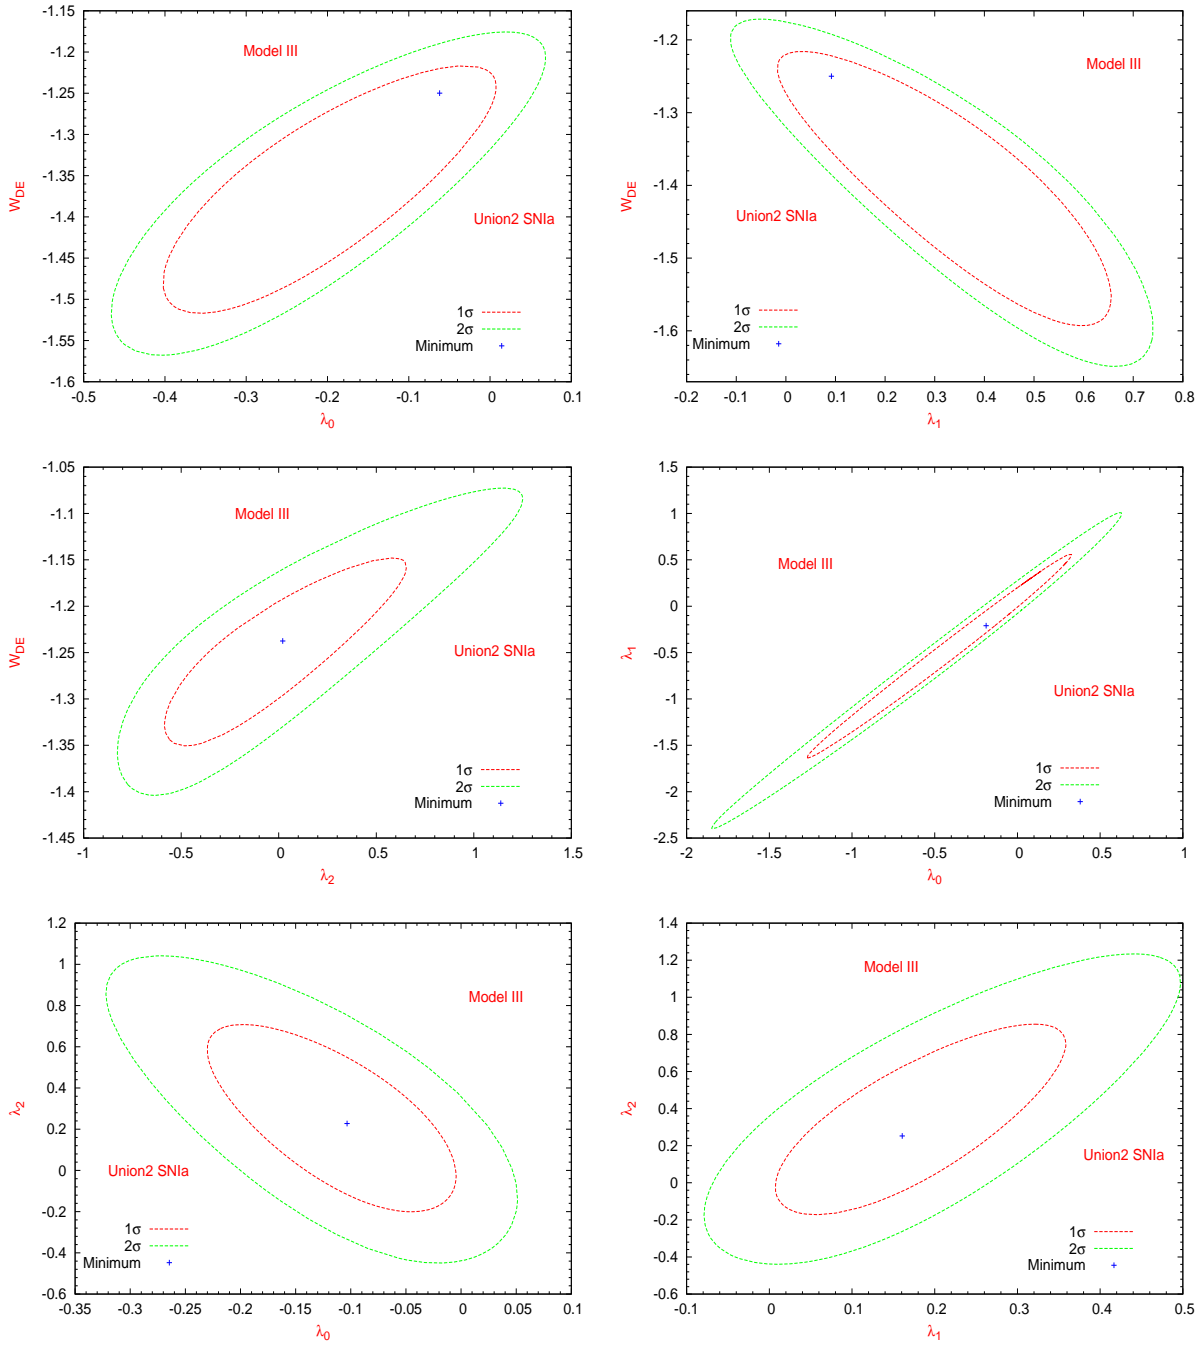 -1.15
-1.2
-1.25
-1.3
-1.35
-1.4
-1.45
-1.5
-1.55
-1.6
W_DE
Model III
Union2 SNIa
1σ
2σ
Minimum
-0.5 -0.4 -0.3 -0.2 -0.1 0 0.1
λ_0
-1.2
-1.3
-1.4
-1.5
-1.6
W_DE
Model III
Union2 SNIa
1σ
2σ
Minimum
-0.2 -0.1 0 0.1 0.2 0.3 0.4 0.5 0.6 0.7 0.8
λ_1
-1.05
-1.1
-1.15
-1.2
-1.25
-1.3
-1.35
-1.4
-1.45
W_DE
Model III
Union2 SNIa
1σ
2σ
Minimum
-1 -0.5 0 0.5 1 1.5
λ_2
1.5
1
0.5
0
-0.5
-1
-1.5
-2
-2.5
λ_1
Model III
Union2 SNIa
1σ
2σ
Minimum
-2 -1.5 -1 -0.5 0 0.5 1
λ_0
1.2
1
0.8
0.6
0.4
0.2
0
-0.2
-0.4
-0.6
λ_2
Model III
Union2 SNIa
1σ
2σ
Minimum
-0.35 -0.3 -0.25 -0.2 -0.15 -0.1 -0.05 0 0.05 0.1
λ_0
1.4
1.2
1
0.8
0.6
0.4
0.2
0
-0.2
-0.4
-0.6
λ_2
Model III
Union2 SNIa
1σ
2σ
Minimum
-0.1 0 0.1 0.2 0.3 0.4 0.5
λ_1